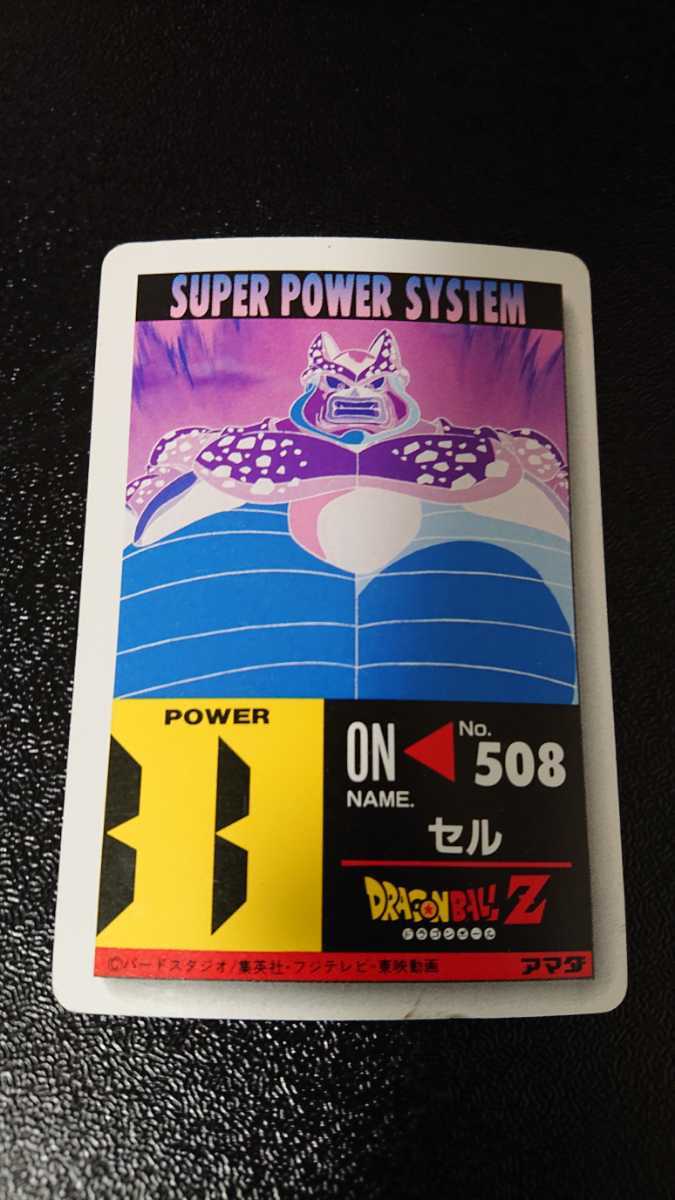 SUPER POWER SYSTEM
POWER
ON
No.
508
NAME.
セル
DRAGON BALL Z
ドラゴンボール
©バードスタジオ/集英社・フジテレビ・東映動画
アマダ